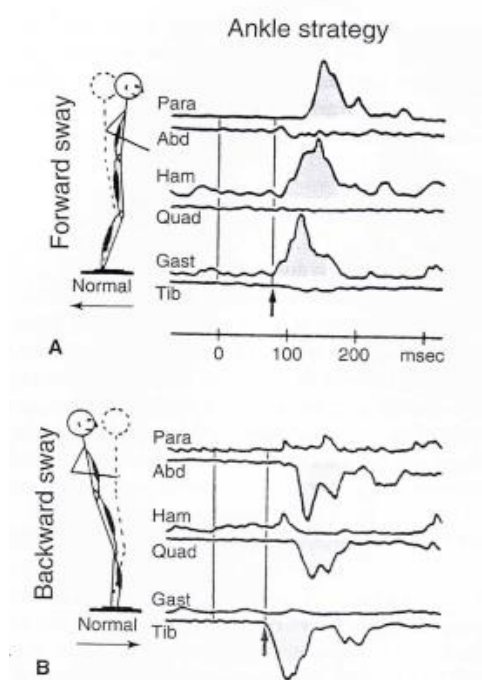 Ankle strategy
Forward sway
Para
Abd
Ham
Quad
Gast
Tib
Normal
A
0 100 200 msec
Backward sway
Para
Abd
Ham
Quad
Gast
Tib
Normal
B